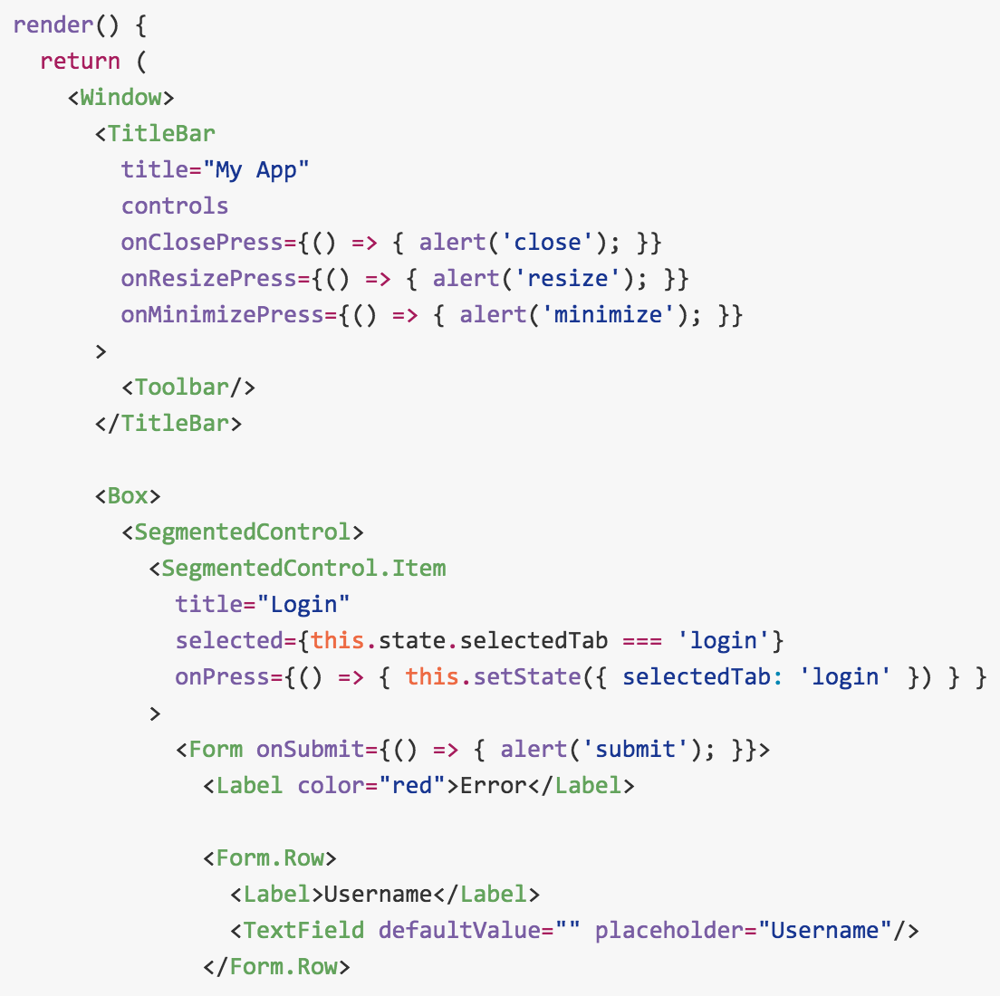 render() {
  return (
    <Window>
      <TitleBar
        title="My App"
        controls
        onClosePress={() => { alert('close'); }}
        onResizePress={() => { alert('resize'); }}
        onMinimizePress={() => { alert('minimize'); }}
      >
        <Toolbar/>
      </TitleBar>

      <Box>
        <SegmentedControl>
          <SegmentedControl.Item
            title="Login"
            selected={this.state.selectedTab === 'login'}
            onPress={() => { this.setState({ selectedTab: 'login' }) } }
          >
            <Form onSubmit={() => { alert('submit'); }}>
              <Label color="red">Error</Label>

              <Form.Row>
                <Label>Username</Label>
                <TextField defaultValue="" placeholder="Username"/>
              </Form.Row>